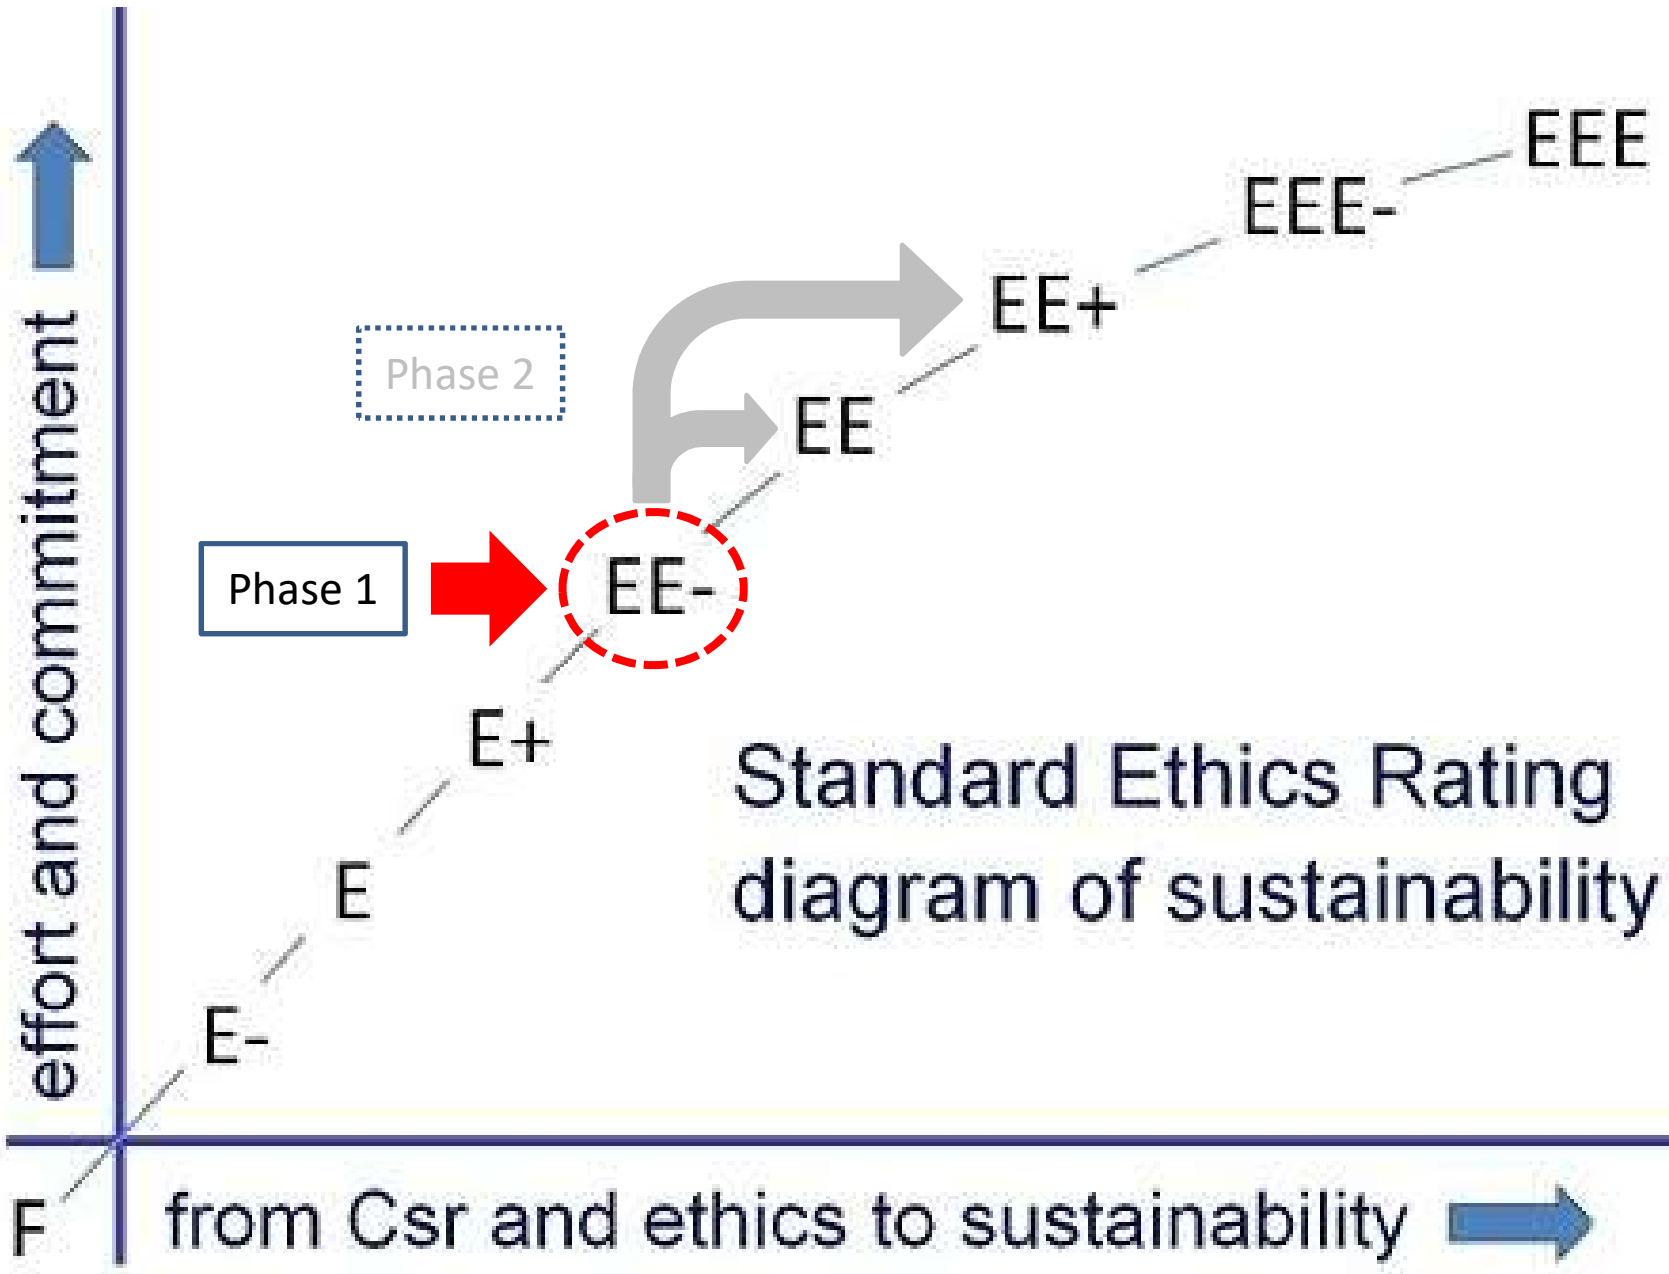 EEE
EEE-
EE+
Phase 2
EE
EE-
Phase 1
E+
Standard Ethics Rating
diagram of sustainability
E
E-
F
effort and commitment
from Csr and ethics to sustainability